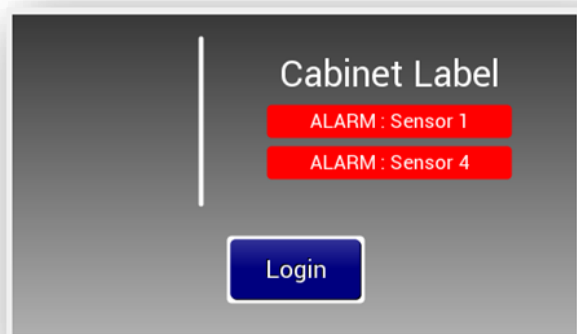 Cabinet Label
ALARM : Sensor 1
ALARM : Sensor 4
Login